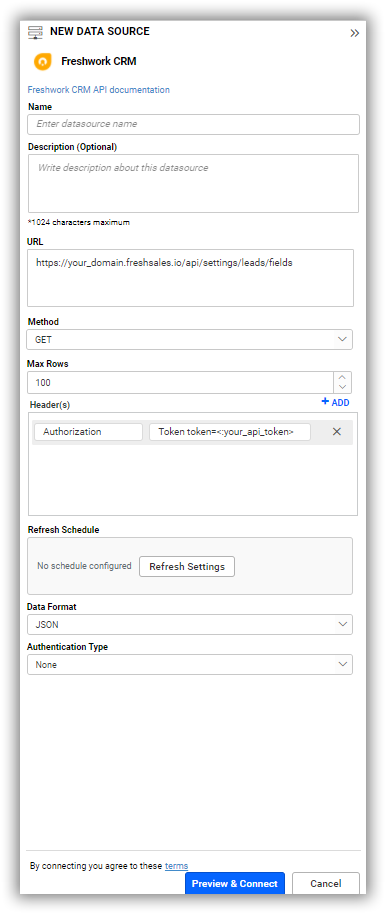 NEW DATA SOURCE
Freshwork CRM
Freshwork CRM API documentation
Name
Enter datasource name
Description (Optional)
Write description about this datasource
*1024 characters maximum
URL
https://your_domain.freshsales.io/api/settings/leads/fields
Method
GET
Max Rows
100
Header(s)
+ ADD
Authorization Token token=<:your_api_token>
Refresh Schedule
No schedule configured Refresh Settings
Data Format
JSON
Authentication Type
None
By connecting you agree to these terms
Preview & Connect Cancel